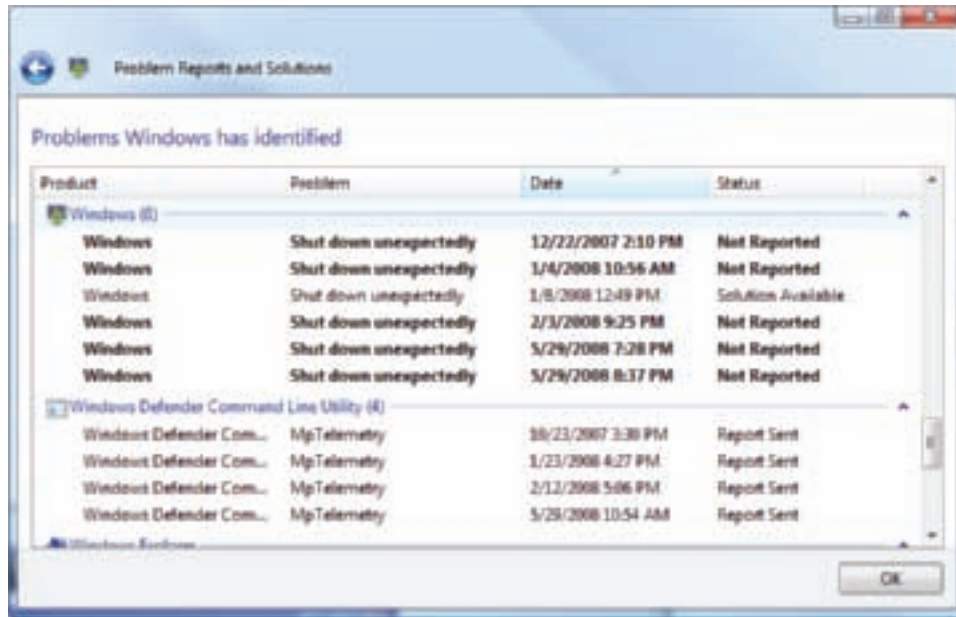 Problem Reports and Solutions
Problems Windows has identified
Product Problem Date Status
Windows (6)
Windows Shut down unexpectedly 12/22/2007 2:10 PM Not Reported
Windows Shut down unexpectedly 1/4/2008 10:56 AM Not Reported
Windows Shut down unexpectedly 1/8/2008 12:49 PM Solution Available
Windows Shut down unexpectedly 2/3/2008 9:25 PM Not Reported
Windows Shut down unexpectedly 5/29/2008 7:28 PM Not Reported
Windows Shut down unexpectedly 5/29/2008 8:37 PM Not Reported
Windows Defender Command Line Utility (4)
Windows Defender Com... MpTelemetry 10/23/2007 3:30 PM Report Sent
Windows Defender Com... MpTelemetry 1/23/2008 4:27 PM Report Sent
Windows Defender Com... MpTelemetry 2/12/2008 5:06 PM Report Sent
Windows Defender Com... MpTelemetry 10:54 AM Report Sent
Windows Explorer
OK